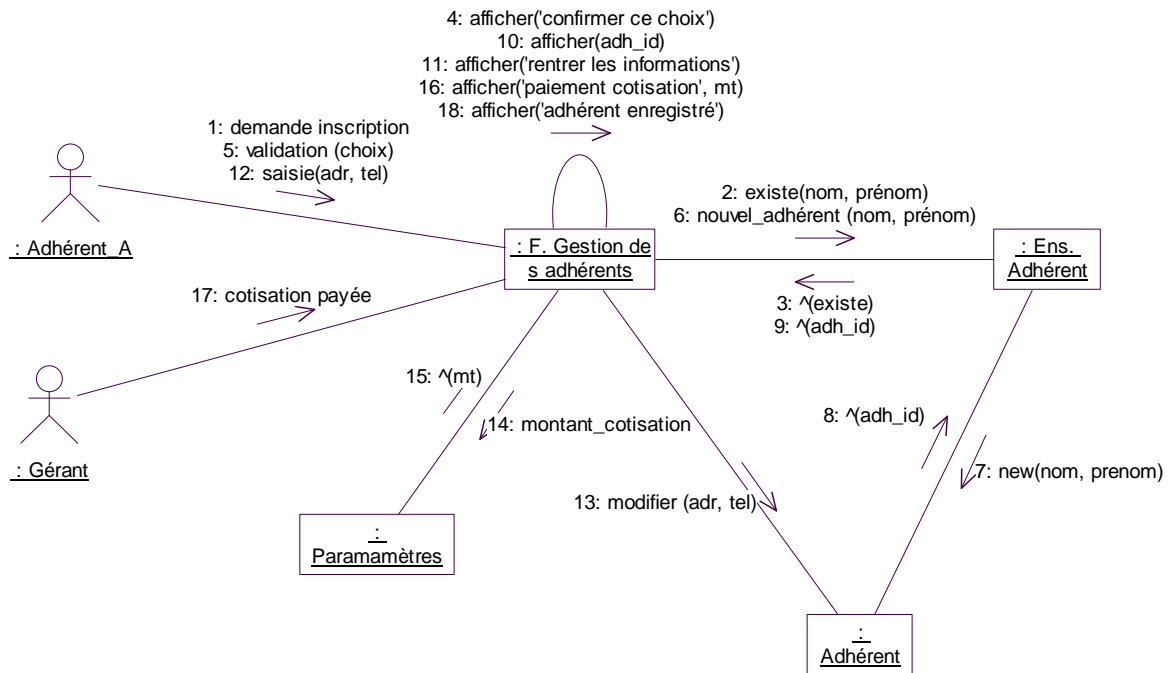 4: afficher('confirmer ce choix')
10: afficher(adh_id)
11: afficher('rentrer les informations')
16: afficher('paiement cotisation', mt)
18: afficher('adhérent enregistré')
1: demande inscription
5: validation (choix)
12: saisie(adr, tel)
2: existe(nom, prénom)
6: nouvel_adhérent (nom, prénom)
: Adhérent_A
: F. Gestion de
s adhérents
: Ens.
Adhérent
17: cotisation payée
3: ^(existe)
9: ^(adh_id)
15: ^(mt)
14: montant_cotisation
8: ^(adh_id)
: Gérant
7: new(nom, prenom)
13: modifier (adr, tel)
:
Paramamètres
:
Adhérent